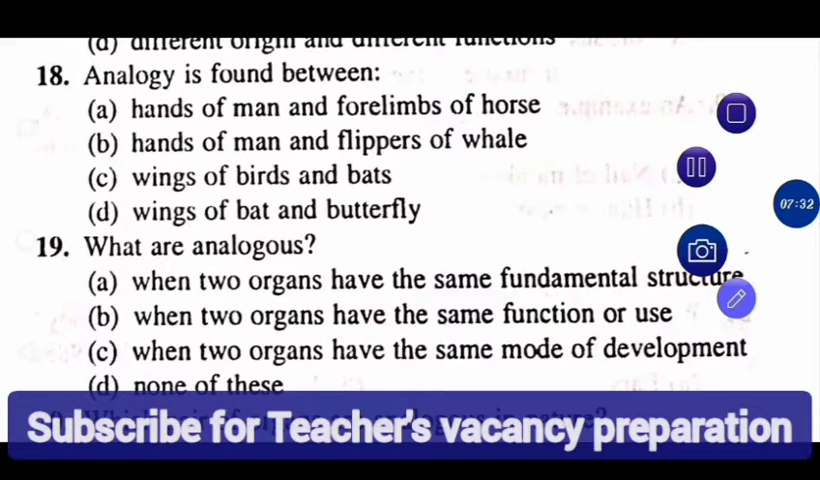 (d) different origin and different functions
18. Analogy is found between:
(a) hands of man and forelimbs of horse
(b) hands of man and flippers of whale
(c) wings of birds and bats
(d) wings of bat and butterfly
07:32
19. What are analogous?
(a) when two organs have the same fundamental structure
(b) when two organs have the same function or use
(c) when two organs have the same mode of development
(d) none of these
Subscribe for Teacher's vacancy preparation